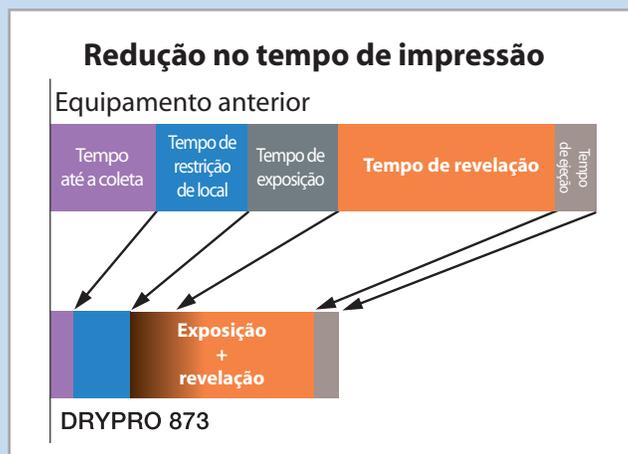 Redução no tempo de impressão
Equipamento anterior
Tempo
até a coleta
Tempo de
restrição
de local
Tempo de
exposição
Tempo de revelação
Tempo
de ejeção
Exposição
+
revelação
DRYPRO 873